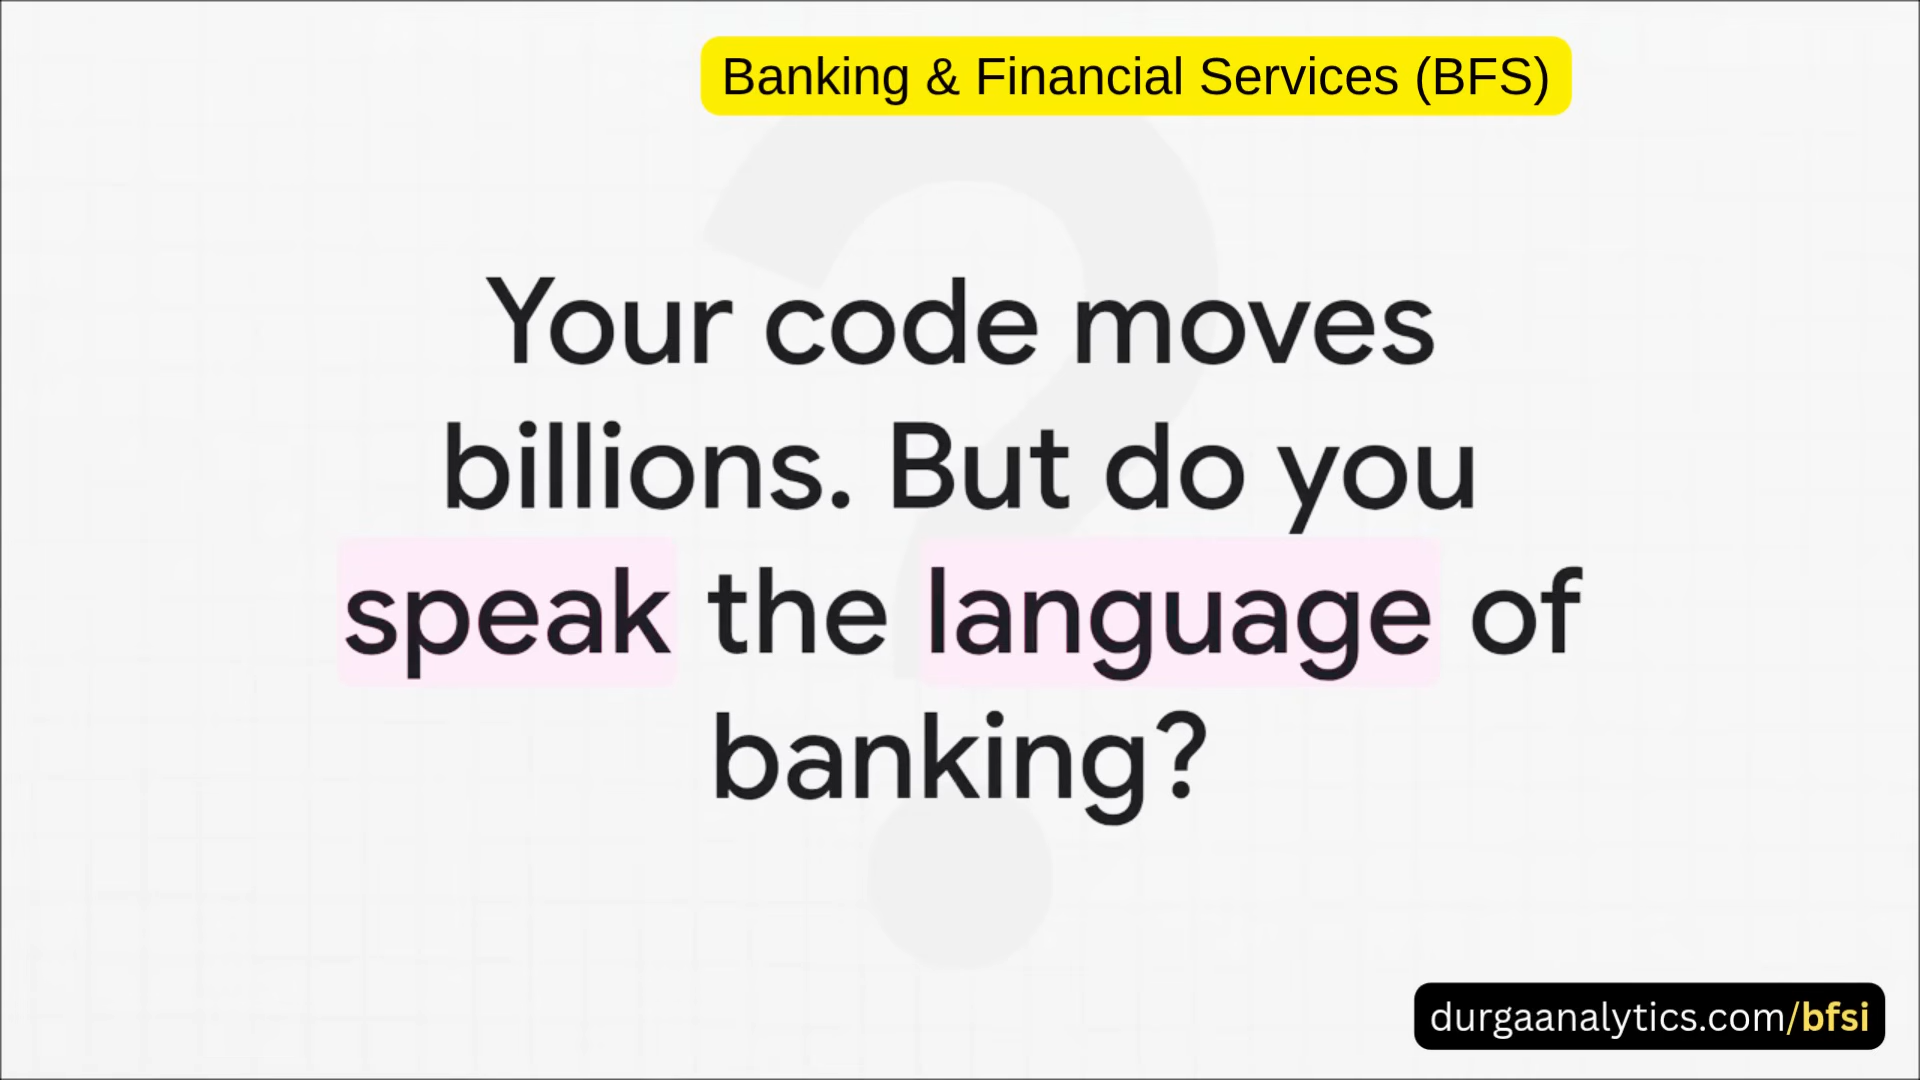 Banking & Financial Services (BFS)
Your code moves
billions. But do you
speak the language of
banking?
durgaanalytics.com/bfsi